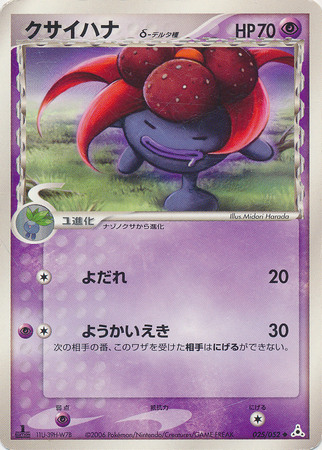 クサイハナ δ-デルタ種 HP70
Illus.Midori Harada
1進化 ナゾノクサから進化
よだれ 20
ようかいえき 30
次の相手の番、このワザを受けた相手はにげるができない。
弱点 抵抗力 にげる
1 11U-39H-W78 ©2006 Pokémon/Nintendo/Creatures/GAME FREAK 025/052 ◆